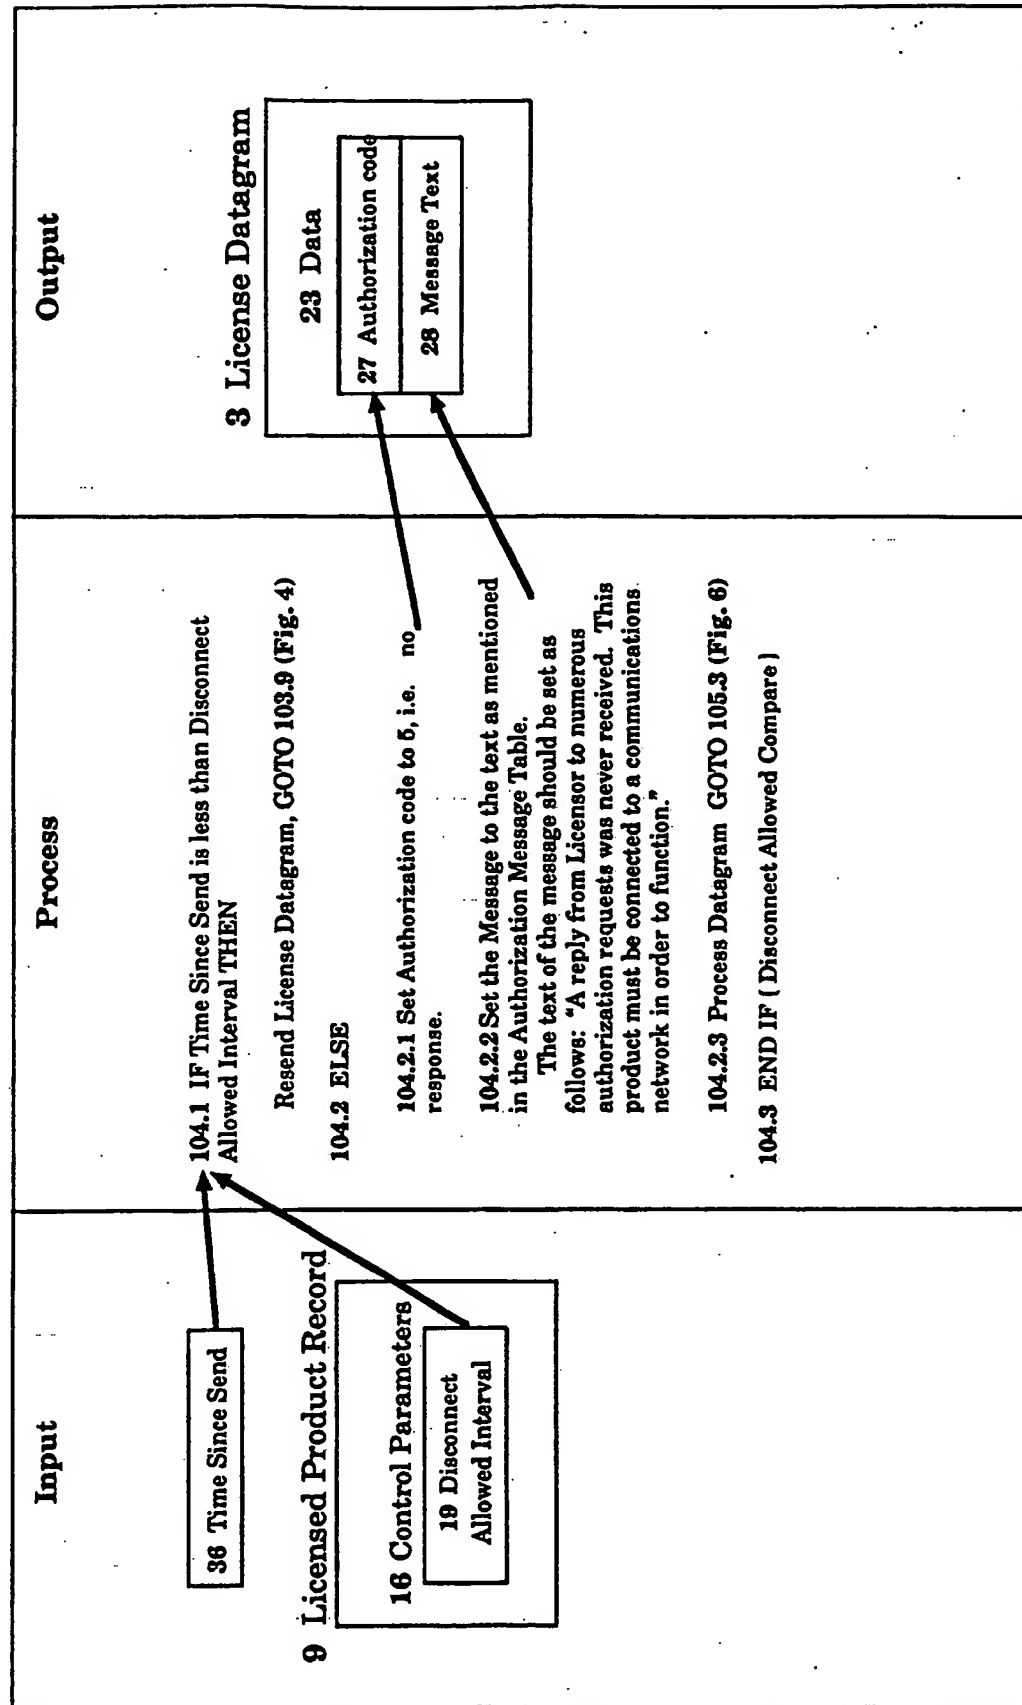 Input
36 Time Since Send
9 Licensed Product Record
16 Control Parameters
19 Disconnect
Allowed Interval
Process
104.1 IF Time Since Send is less than Disconnect
Allowed Interval THEN
Resend License Datagram, GOTO 103.9 (Fig. 4)
104.2 ELSE
104.2.1 Set Authorization code to 5, i.e. no
response.
104.2.2 Set the Message to the text as mentioned
in the Authorization Message Table.
The text of the message should be set as
follows: "A reply from Licensor to numerous
authorization requests was never received. This
product must be connected to a communications
network in order to function."
104.2.3 Process Datagram GOTO 105.3 (Fig. 6)
104.3 END IF ( Disconnect Allowed Compare )
Output
3 License Datagram
23 Data
27 Authorization code
28 Message Text